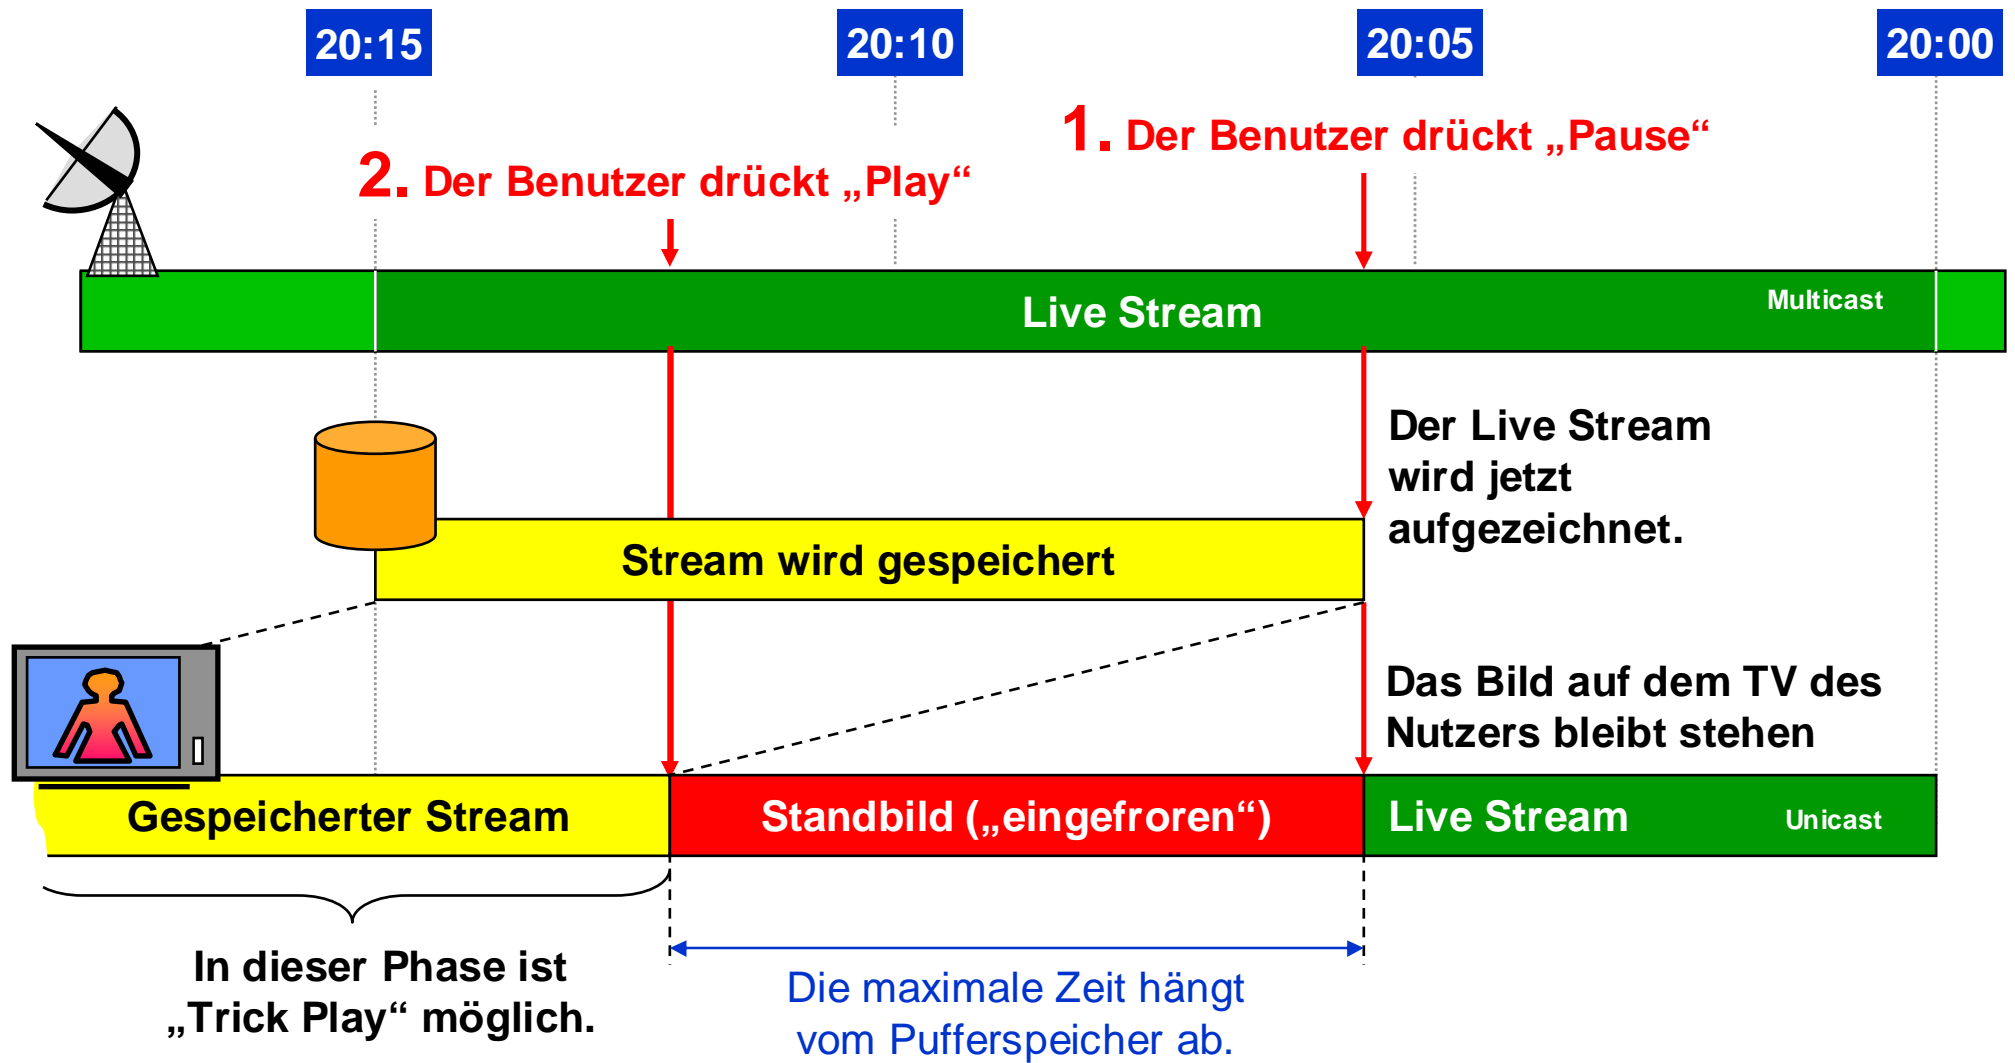 20:15
20:10
20:05
20:00
1. Der Benutzer drückt „Pause“
2. Der Benutzer drückt „Play“
Live Stream
Multicast
Der Live Stream
wird jetzt
aufgezeichnet.
Stream wird gespeichert
Das Bild auf dem TV des
Nutzers bleibt stehen
Gespeicherter Stream
Standbild („eingefroren“)
Live Stream
Unicast
In dieser Phase ist
„Trick Play“ möglich.
Die maximale Zeit hängt
vom Pufferspeicher ab.